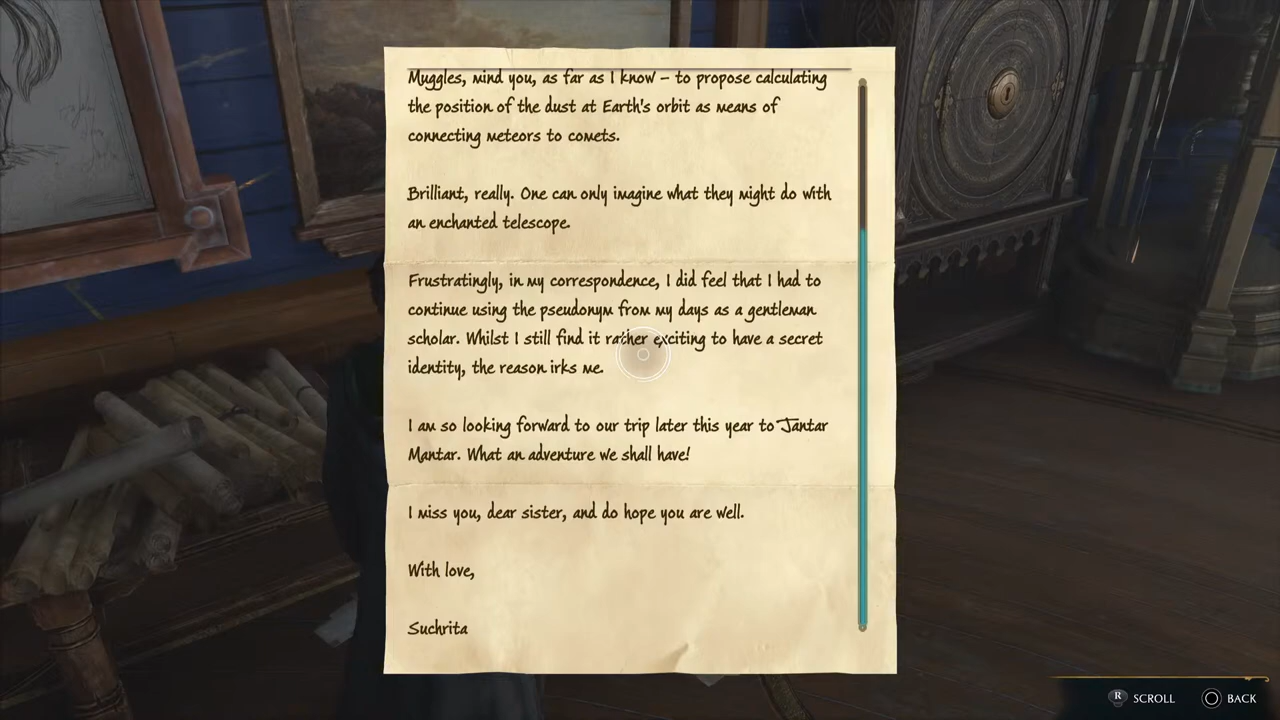 Muggles, mind you, as far as I know – to propose calculating
the position of the dust at Earth's orbit as means of
connecting meteors to comets.
Brilliant, really. One can only imagine what they might do with
an enchanted telescope.
Frustratingly, in my correspondence, I did feel that I had to
continue using the pseudonym from my days as a gentleman
scholar. Whilst I still find it rather exciting to have a secret
identity, the reason irks me.
I am so looking forward to our trip later this year to Jantar
Mantar. What an adventure we shall have!
I miss you, dear sister, and do hope you are well.
With love,
Suchrita
R SCROLL BACK